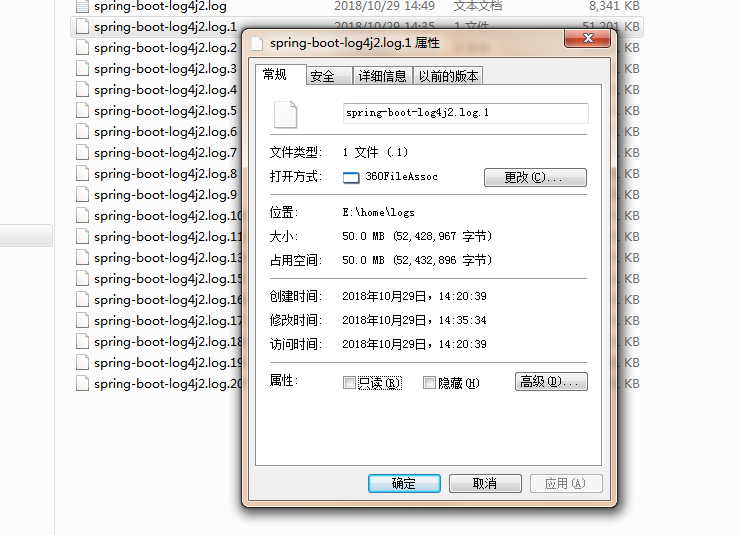 spring-boot-log4j2.log 2018/10/29 14:49 文本文档 8,341 KB
spring-boot-log4j2.log.1 2018/10/29 14:35 1 文件 51,201 KB
spring-boot-log4j2.log.2 KB
spring-boot-log4j2.log.3 KB
spring-boot-log4j2.log.4 KB
spring-boot-log4j2.log.5 KB
spring-boot-log4j2.log.6 KB
spring-boot-log4j2.log.7 KB
spring-boot-log4j2.log.8 KB
spring-boot-log4j2.log.9 KB
spring-boot-log4j2.log.10 KB
spring-boot-log4j2.log.11 KB
spring-boot-log4j2.log.13 KB
spring-boot-log4j2.log.15 KB
spring-boot-log4j2.log.16 KB
spring-boot-log4j2.log.17 KB
spring-boot-log4j2.log.18 KB
spring-boot-log4j2.log.19 KB
spring-boot-log4j2.log.20 KB
spring-boot-log4j2.log.1 属性
常规 安全 详细信息 以前的版本
spring-boot-log4j2.log.1
文件类型: 1 文件 (.1)
打开方式: 360FileAssoc 更改(C)...
位置: E:\home\logs
大小: 50.0 MB (52,428,967 字节)
占用空间: 50.0 MB (52,432,896 字节)
创建时间: 2018年10月29日，14:20:39
修改时间: 2018年10月29日，14:35:34
访问时间: 2018年10月29日，14:20:39
属性: 只读(R) 隐藏(H) 高级(D)...
确定 取消 应用(A)